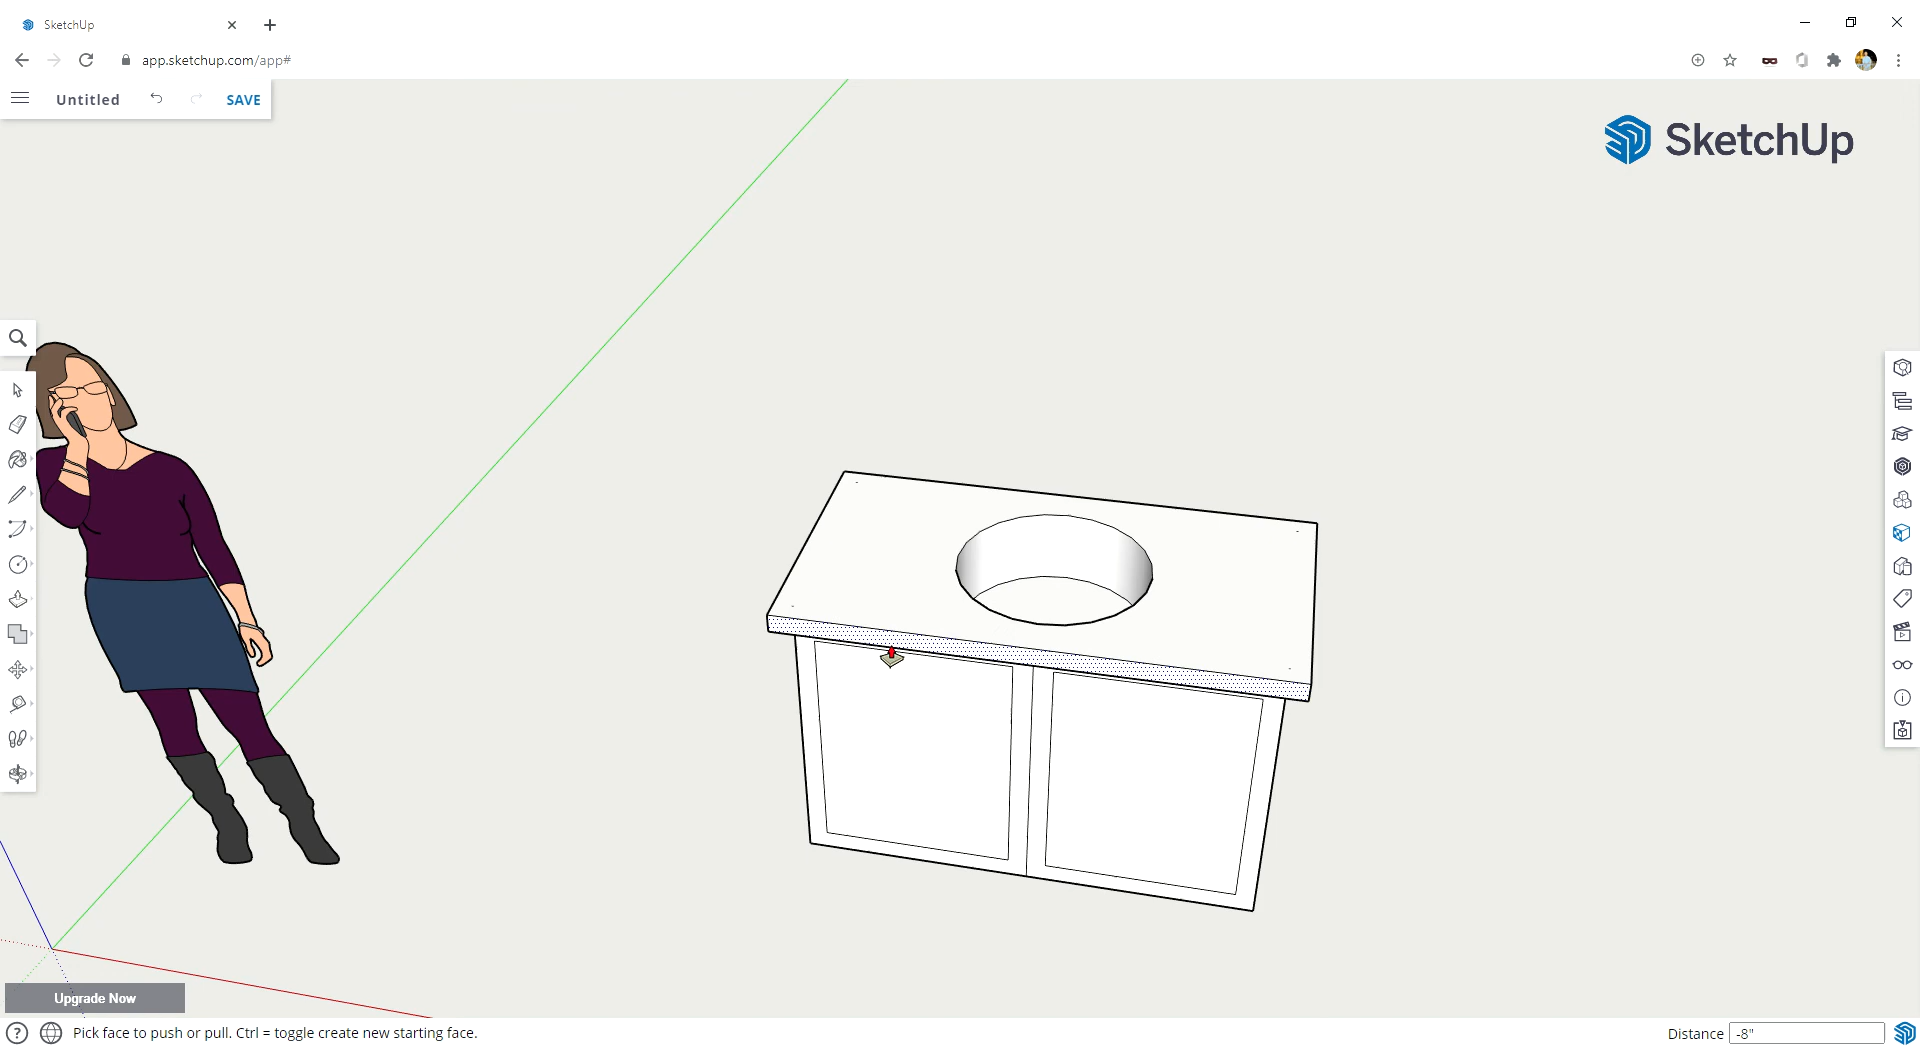 SketchUp
app.sketchup.com/app#
Untitled
SAVE
SketchUp
Upgrade Now
Pick face to push or pull. Ctrl = toggle create new starting face.
Distance -8"